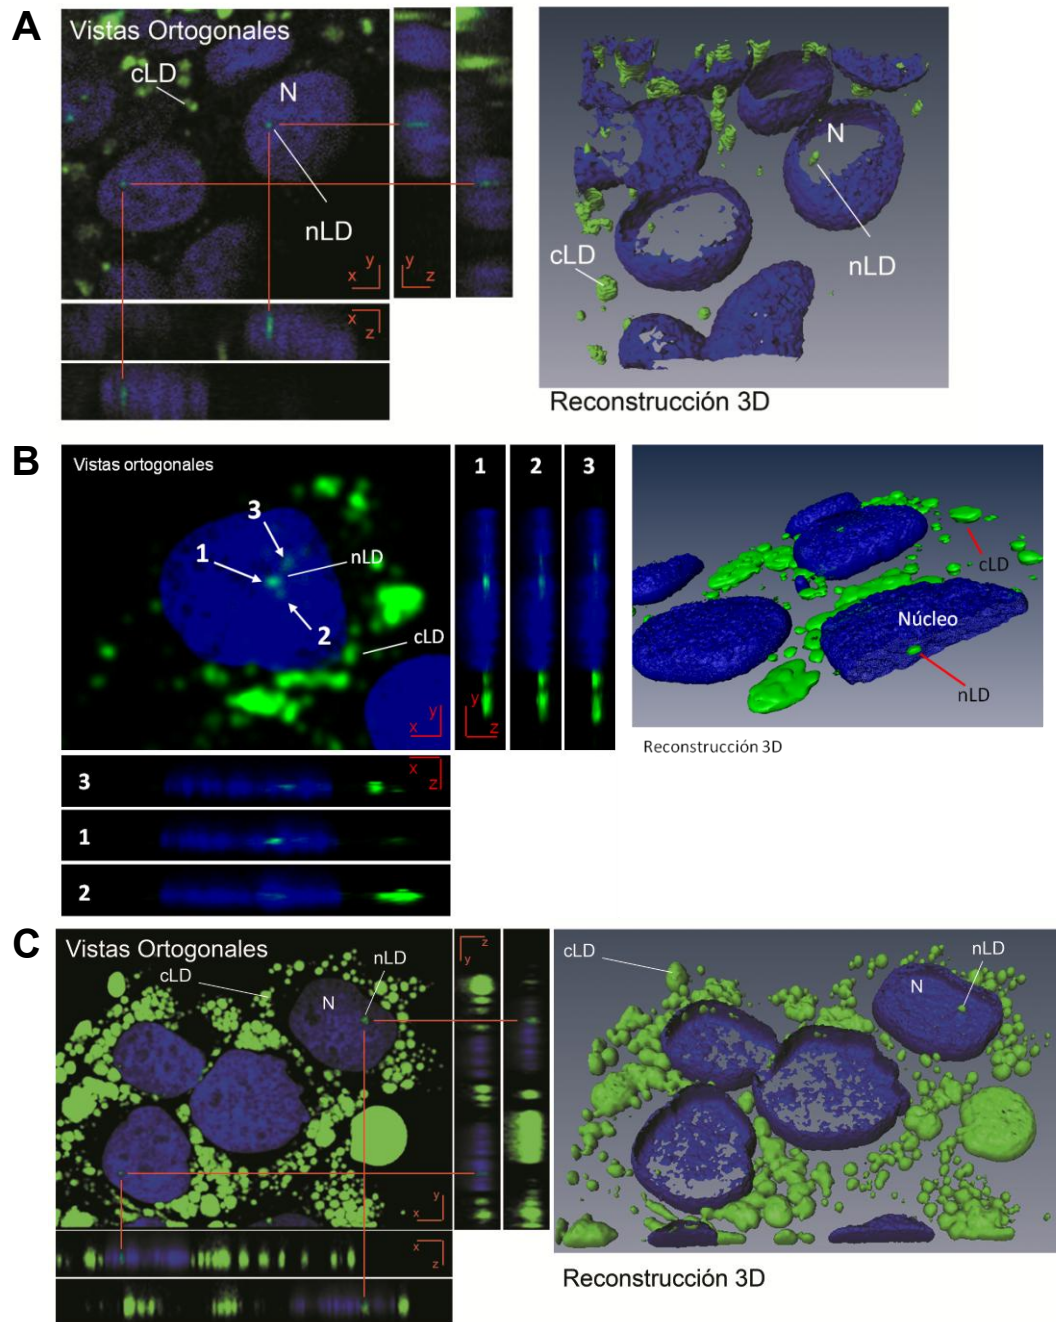 A
Vistas Ortogonales
cLD
N
nLD
x y
y z
x z
N
cLD
nLD
Reconstrucción 3D
B
Vistas ortogonales
3
1
nLD
2
cLD
x y
1 2 3
y z
3
x z
1
2
cLD
Núcleo
nLD
Reconstrucción 3D
C
Vistas Ortogonales
cLD
nLD
N
x y
z y
x z
cLD
nLD
N
Reconstrucción 3D